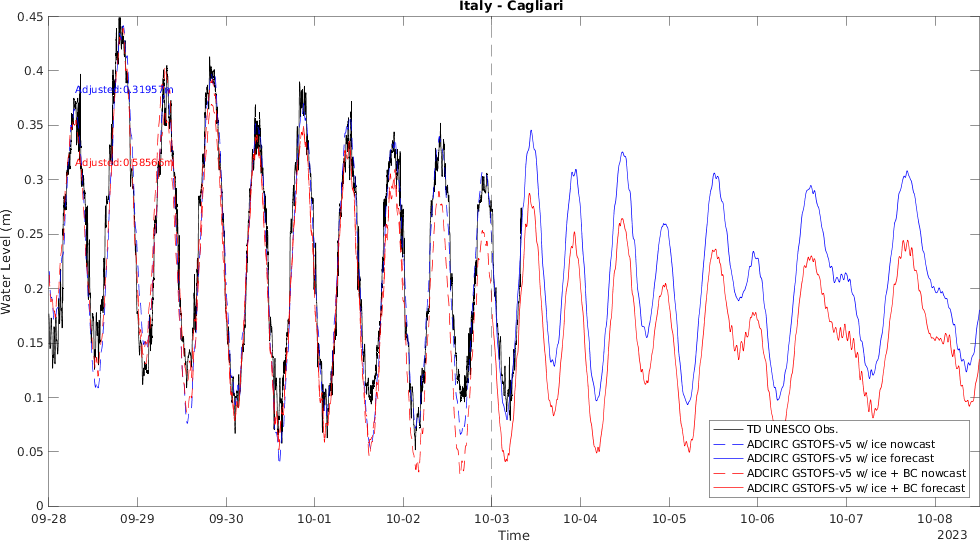 Italy - Cagliari
0.45
0.4
0.35
0.3
0.25
0.2
0.15
0.1
0.05
0
Water Level (m)
Adjusted:0.31957m
Adjusted:0.58565m
TD UNESCO Obs.
ADCIRC GSTOFS-v5 w/ ice nowcast
ADCIRC GSTOFS-v5 w/ ice forecast
ADCIRC GSTOFS-v5 w/ ice + BC nowcast
ADCIRC GSTOFS-v5 w/ ice + BC forecast
09-28 09-29 09-30 10-01 10-02 10-03 10-04 10-05 10-06 10-07 10-08
Time
2023